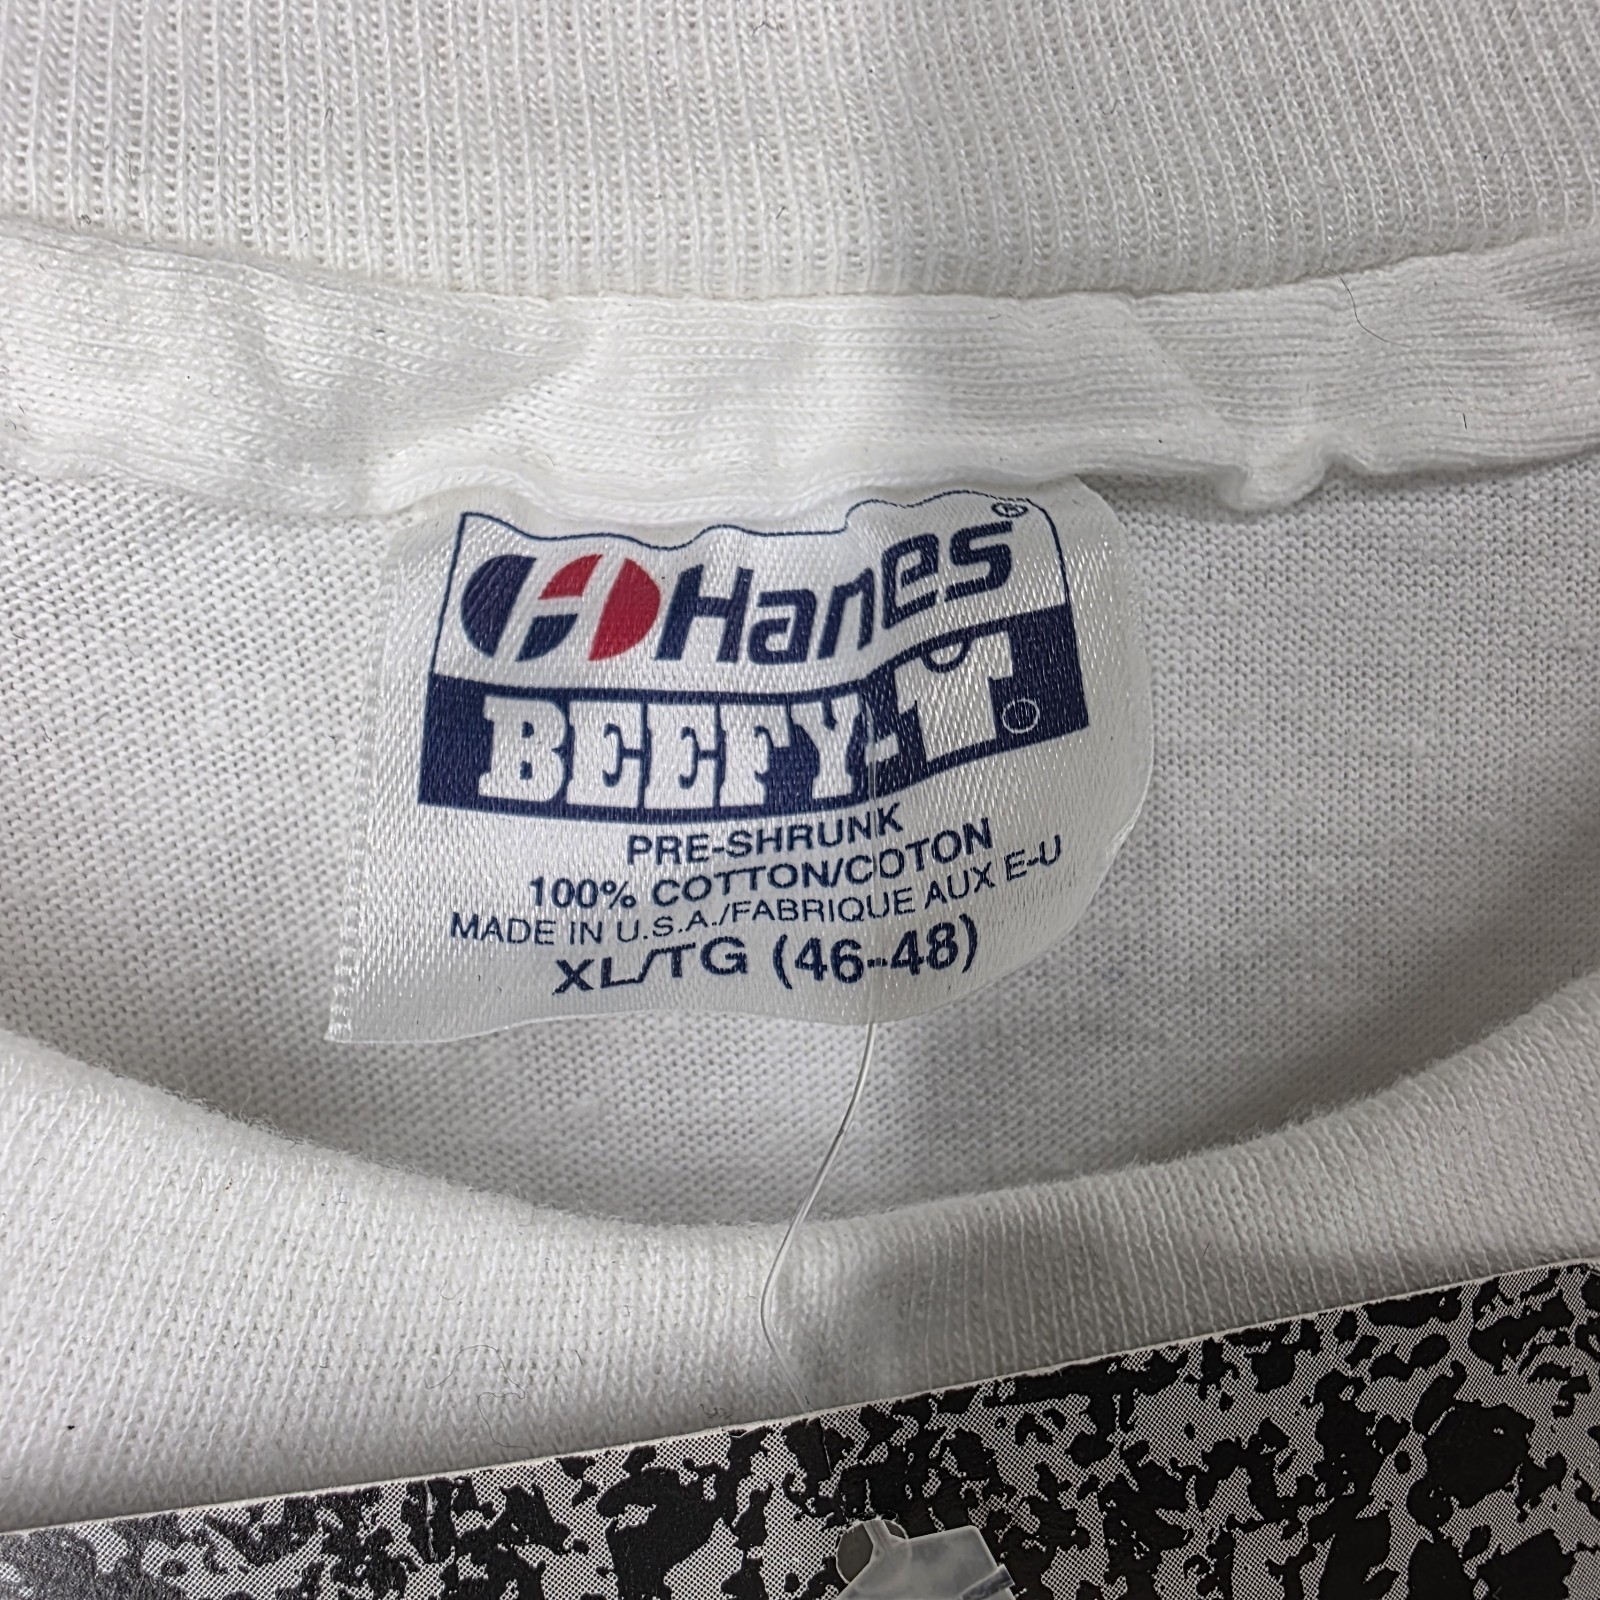 Hanes®
BEEFY-T.
PRE-SHRUNK
100% COTTON/COTON
MADE IN U.S.A./FABRIQUE AUX E-U
XL/TG (46-48)